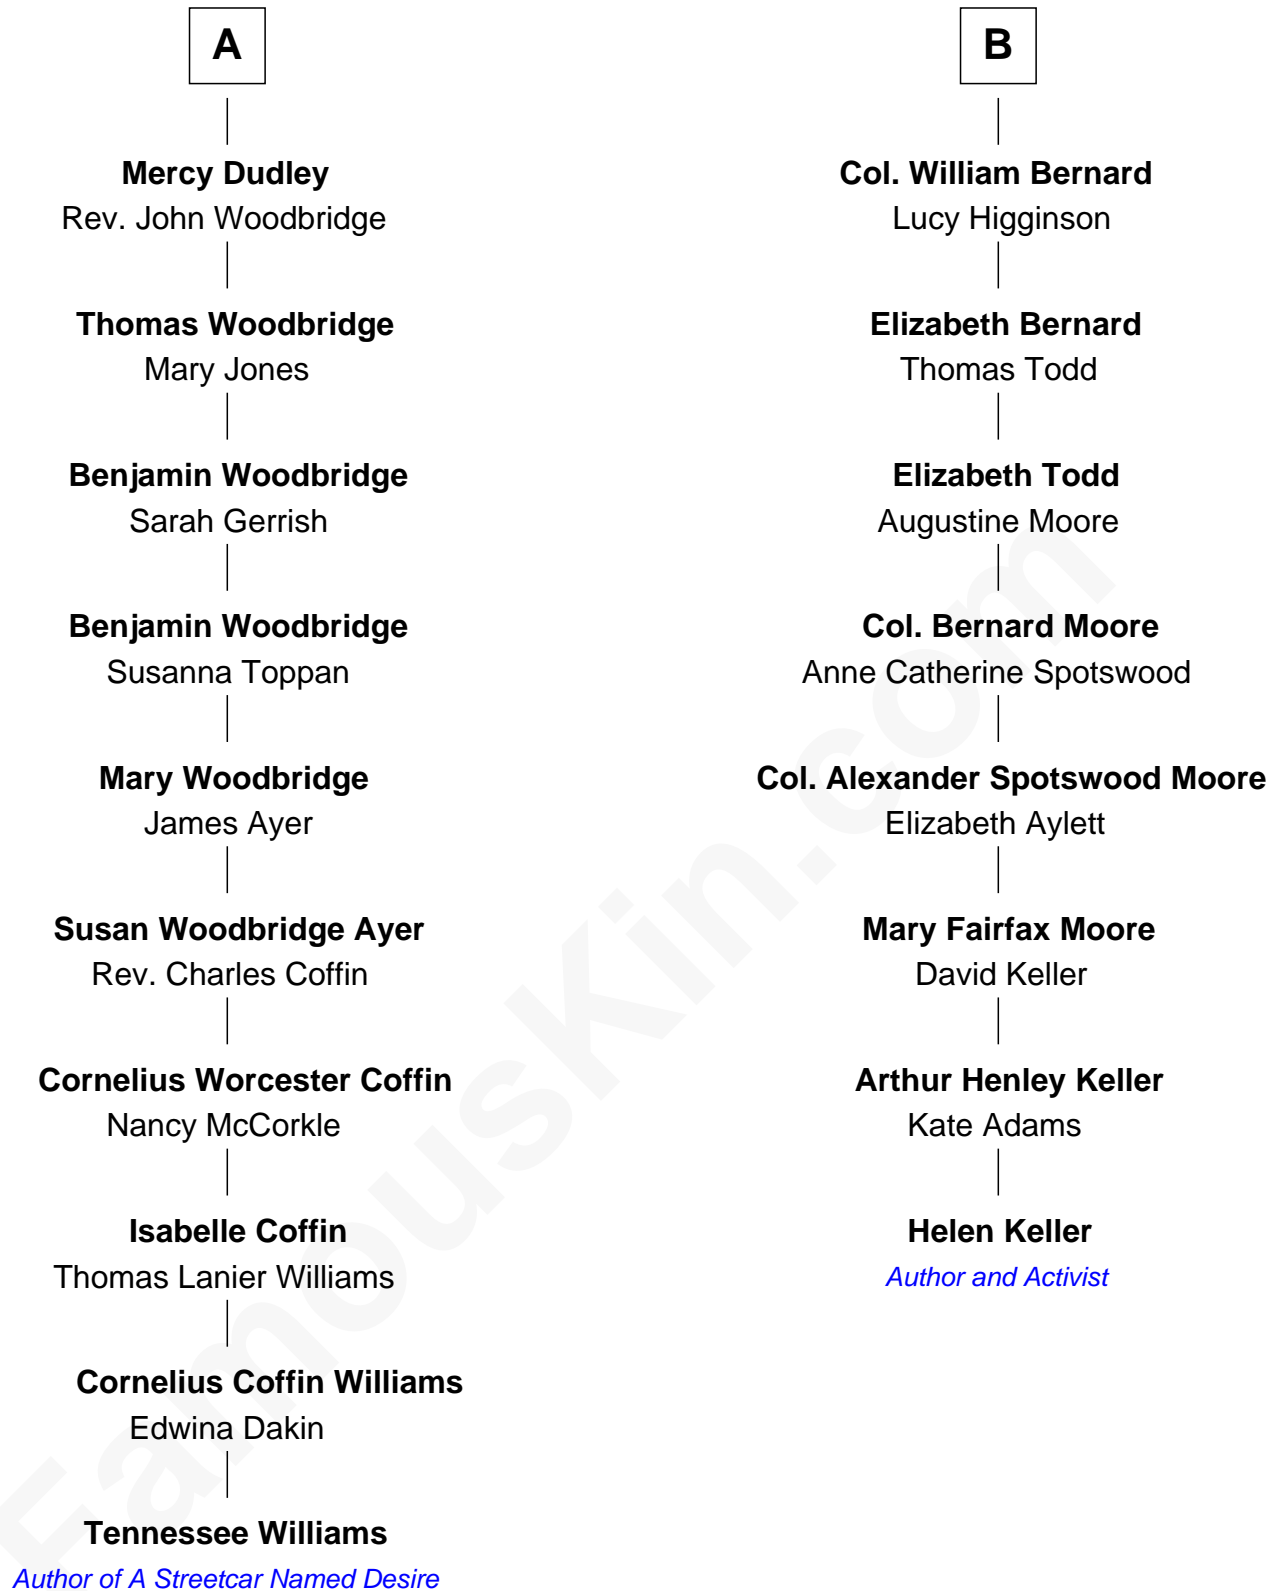 A
Mercy Dudley
Rev. John Woodbridge
Thomas Woodbridge
Mary Jones
Benjamin Woodbridge
Sarah Gerrish
Benjamin Woodbridge
Susanna Toppan
Mary Woodbridge
James Ayer
Susan Woodbridge Ayer
Rev. Charles Coffin
Cornelius Worcester Coffin
Nancy McCorkle
Isabelle Coffin
Thomas Lanier Williams
Cornelius Coffin Williams
Edwina Dakin
Tennessee Williams
Author of A Streetcar Named Desire
B
Col. William Bernard
Lucy Higginson
Elizabeth Bernard
Thomas Todd
Elizabeth Todd
Augustine Moore
Col. Bernard Moore
Anne Catherine Spotswood
Col. Alexander Spotswood Moore
Elizabeth Aylett
Mary Fairfax Moore
David Keller
Arthur Henley Keller
Kate Adams
Helen Keller
Author and Activist
FamousKin.com